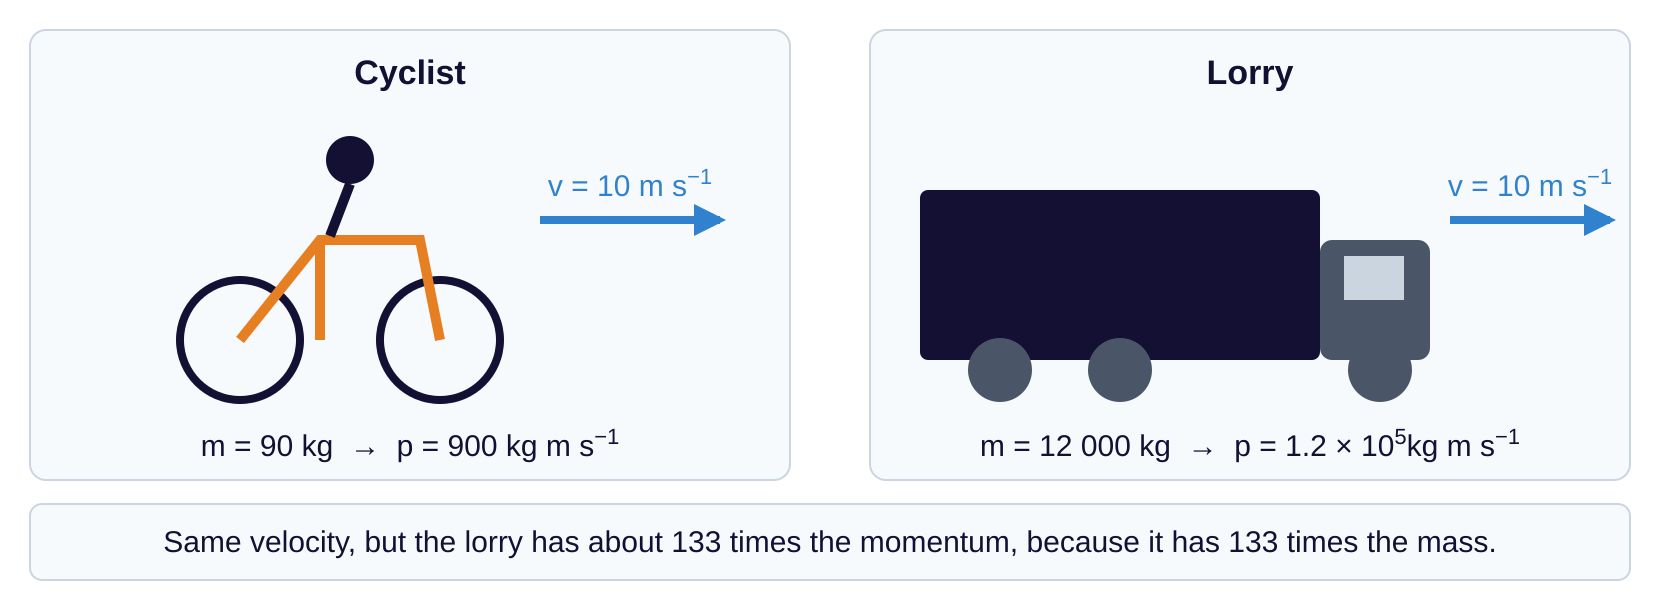 Cyclist
v = 10 m s⁻¹
m = 90 kg → p = 900 kg m s⁻¹
Lorry
v = 10 m s⁻¹
m = 12 000 kg → p = 1.2 × 10⁵kg m s⁻¹
Same velocity, but the lorry has about 133 times the momentum, because it has 133 times the mass.